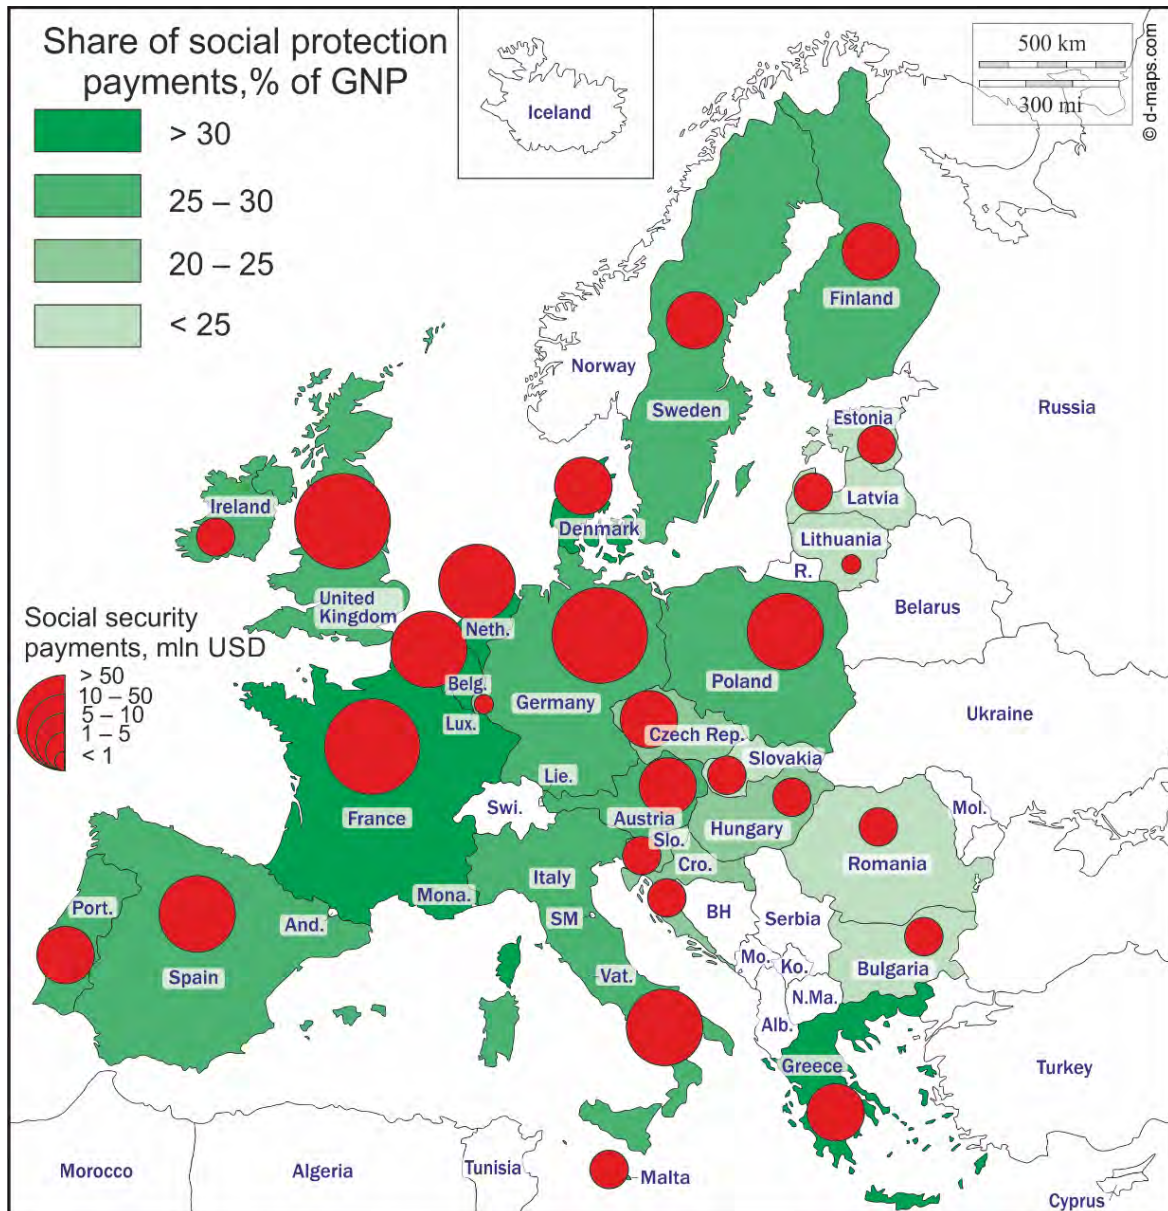 Share of social protection
payments,% of GNP
> 30
25 – 30
20 – 25
< 25
Iceland
500 km
300 mi
© d-maps.com
Finland
Norway
Sweden
Russia
Estonia
Latvia
Lithuania
R.
Belarus
Ireland
Denmark
United
Kingdom
Neth.
Social security
payments, mln USD
> 50
10 – 50
5 – 10
1 – 5
< 1
Belg.
Lux.
Germany
Poland
Ukraine
Czech Rep.
Slovakia
Lie.
Swi.
Austria
Hungary
Mol.
France
Slo.
Cro.
Romania
Italy
Mona.
Port.
And.
SM
BH
Serbia
Spain
Vat.
Mo.
Ko.
Bulgaria
N.Ma.
Alb.
Greece
Turkey
Morocco
Algeria
Tunisia
Malta
Cyprus